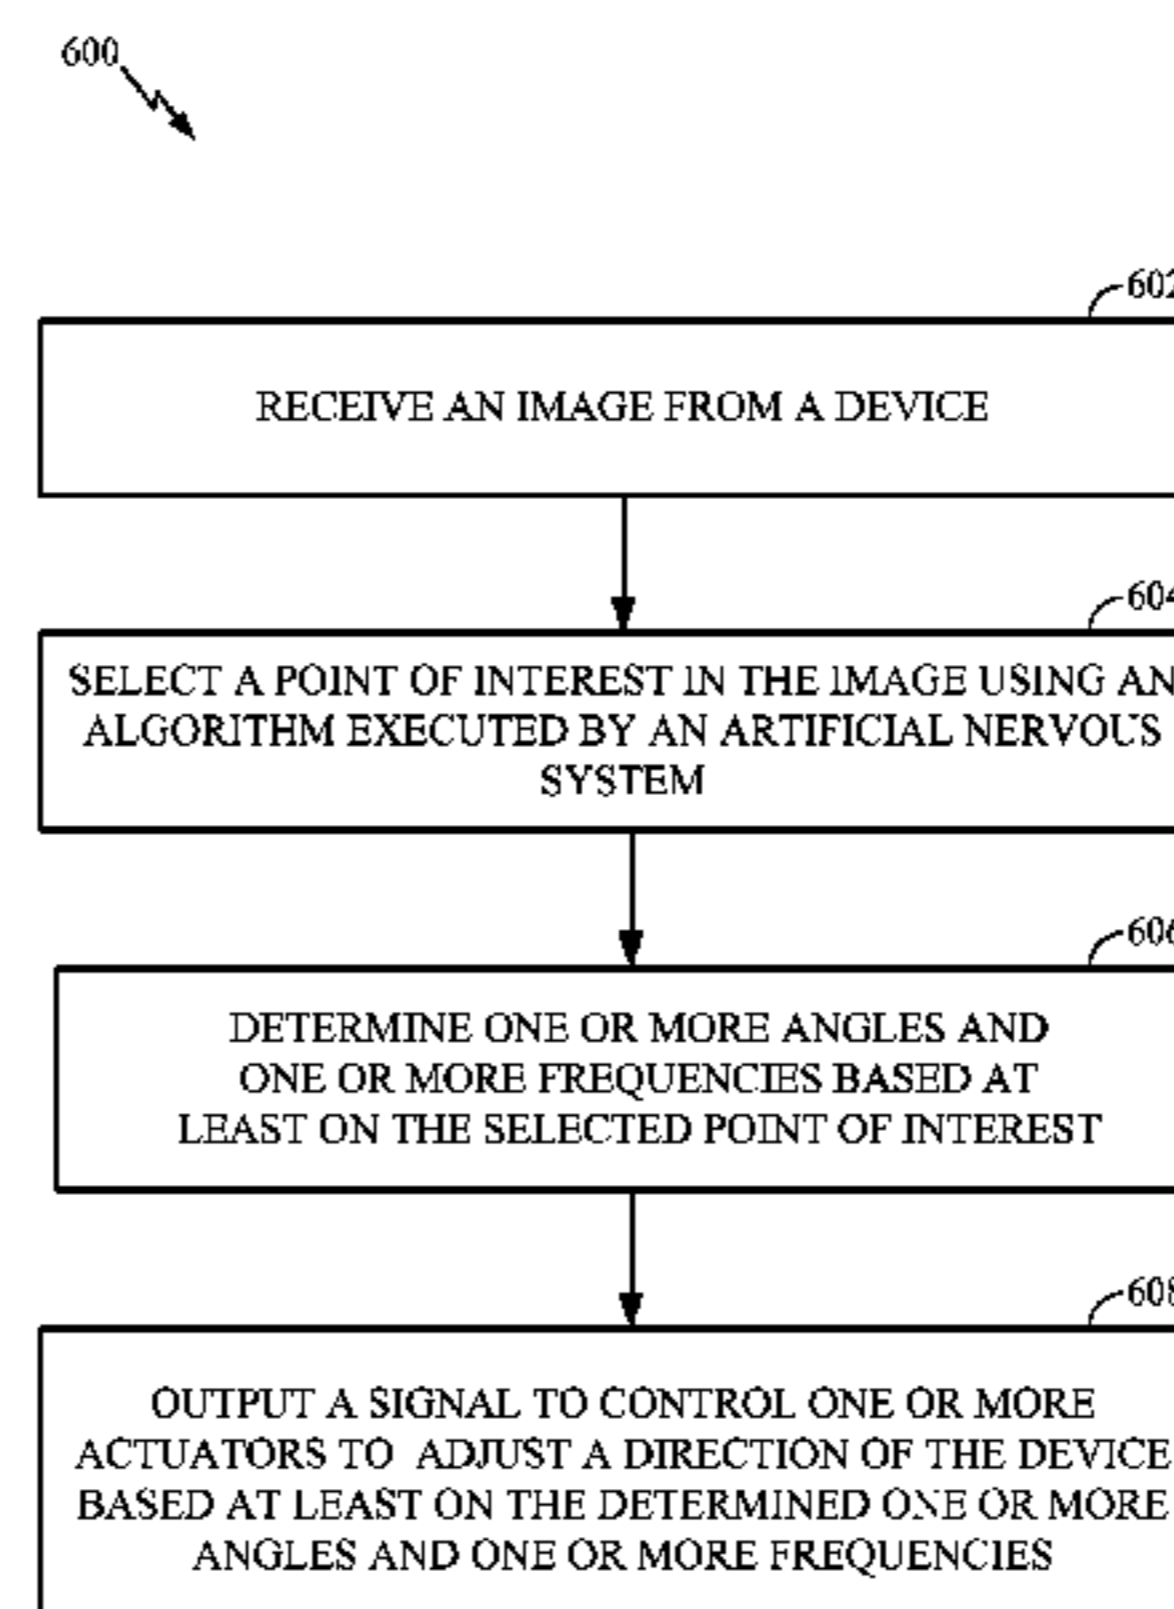 600
602
RECEIVE AN IMAGE FROM A DEVICE
604
SELECT A POINT OF INTEREST IN THE IMAGE USING AN
ALGORITHM EXECUTED BY AN ARTIFICIAL NERVOUS
SYSTEM
606
DETERMINE ONE OR MORE ANGLES AND
ONE OR MORE FREQUENCIES BASED AT
LEAST ON THE SELECTED POINT OF INTEREST
608
OUTPUT A SIGNAL TO CONTROL ONE OR MORE
ACTUATORS TO ADJUST A DIRECTION OF THE DEVICE
BASED AT LEAST ON THE DETERMINED ONE OR MORE
ANGLES AND ONE OR MORE FREQUENCIES